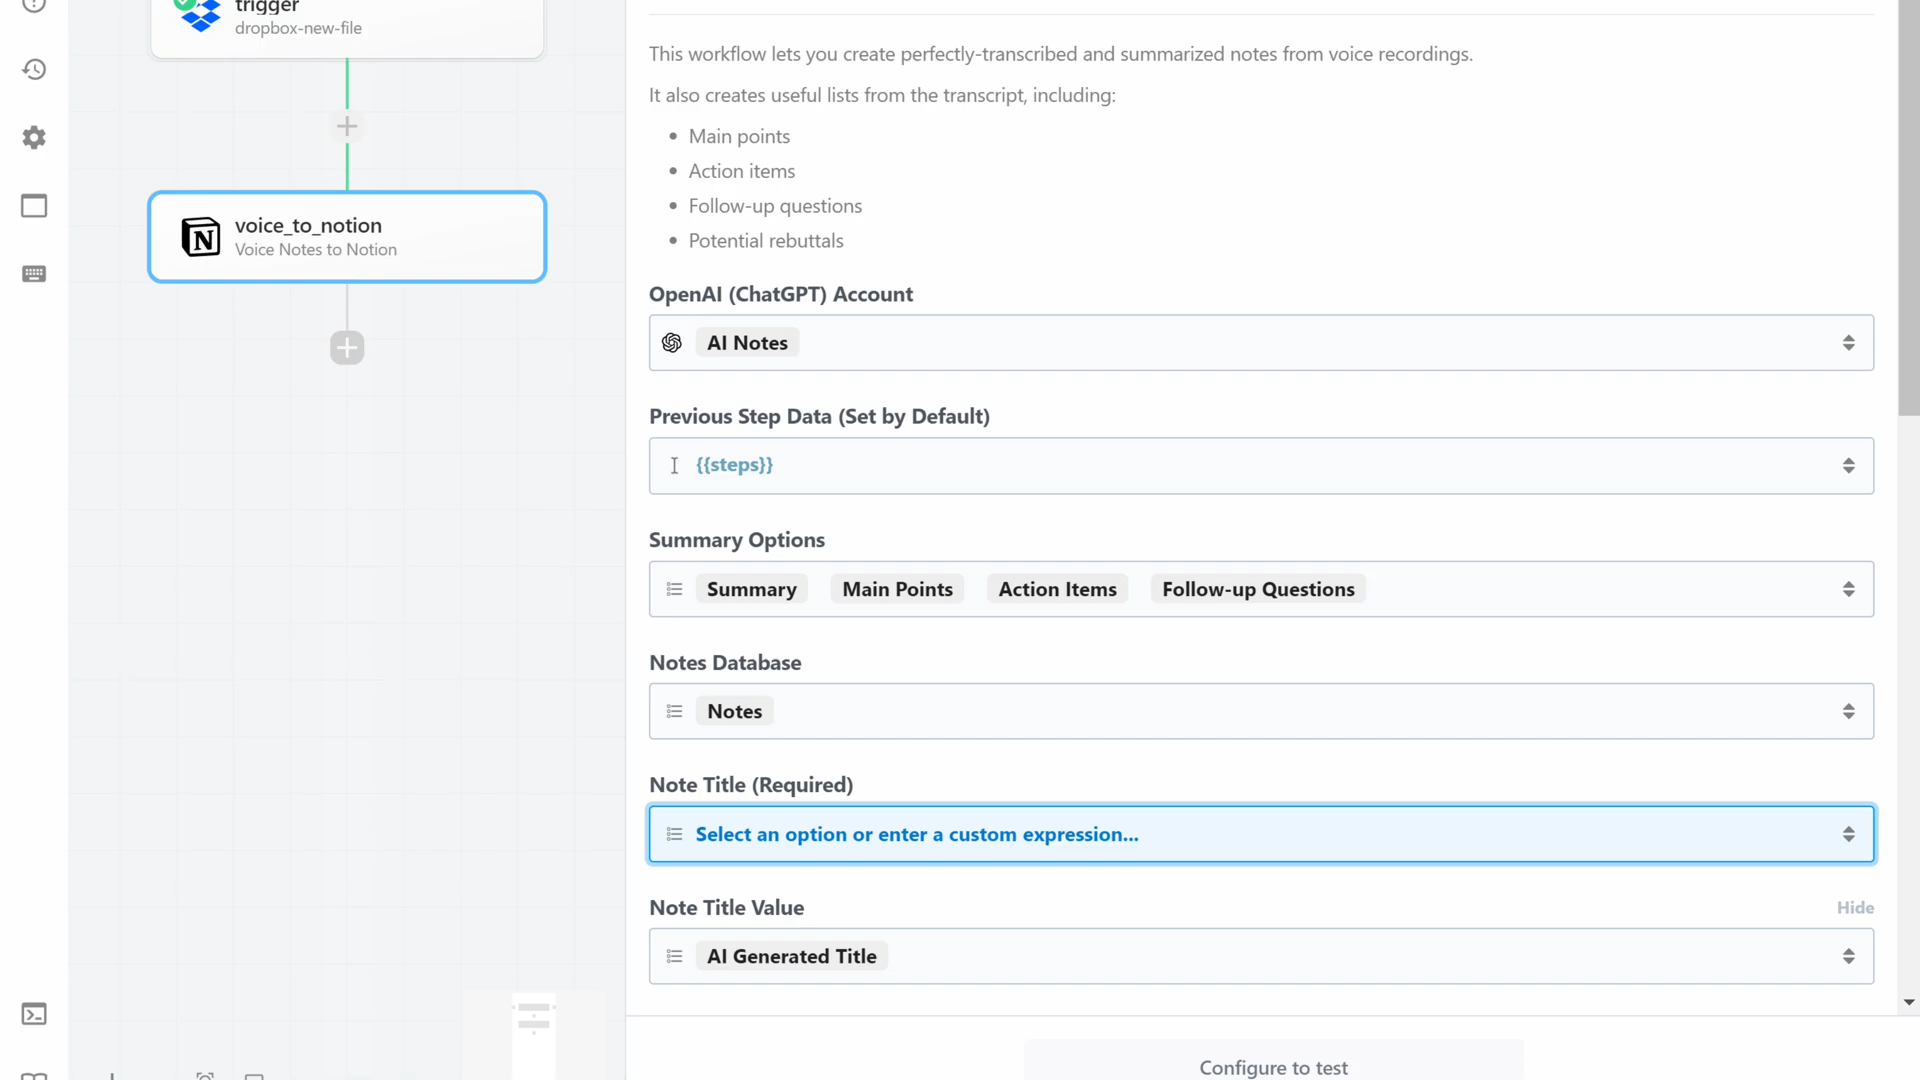 trigger
dropbox-new-file
voice_to_notion
Voice Notes to Notion
This workflow lets you create perfectly-transcribed and summarized notes from voice recordings.
It also creates useful lists from the transcript, including:
• Main points
• Action items
• Follow-up questions
• Potential rebuttals
OpenAI (ChatGPT) Account
AI Notes
Previous Step Data (Set by Default)
{{steps}}
Summary Options
Summary Main Points Action Items Follow-up Questions
Notes Database
Notes
Note Title (Required)
Select an option or enter a custom expression...
Note Title Value Hide
AI Generated Title
Configure to test